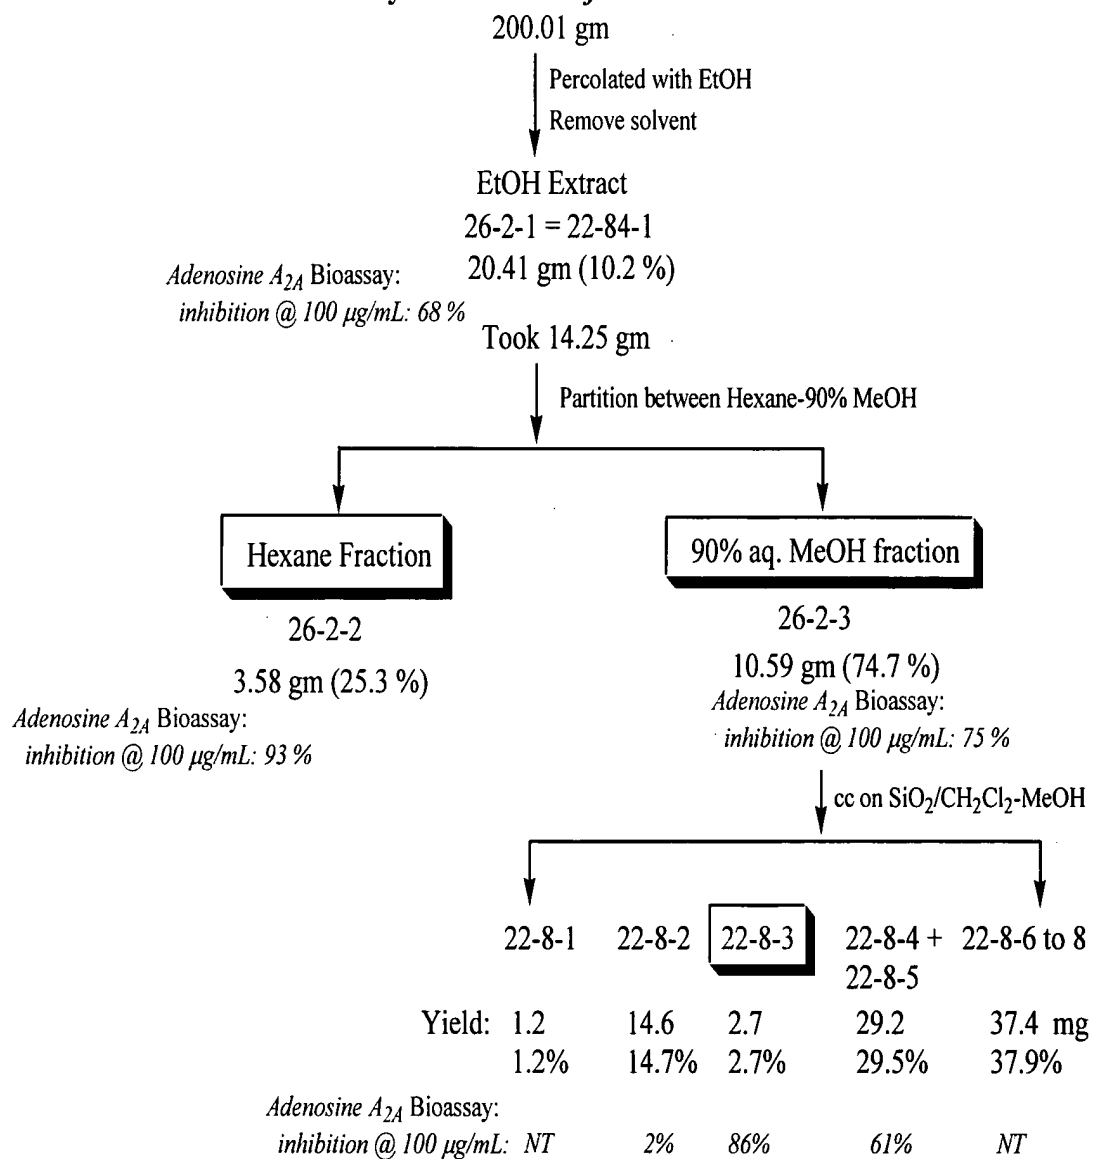 200.01 gm
Percolated with EtOH
Remove solvent
EtOH Extract
26-2-1 = 22-84-1
20.41 gm (10.2 %)
Adenosine A2A Bioassay:
inhibition @ 100 µg/mL: 68 %
Took 14.25 gm
Partition between Hexane-90% MeOH
Hexane Fraction
26-2-2
3.58 gm (25.3 %)
Adenosine A2A Bioassay:
inhibition @ 100 µg/mL: 93 %
90% aq. MeOH fraction
26-2-3
10.59 gm (74.7 %)
Adenosine A2A Bioassay:
inhibition @ 100 µg/mL: 75 %
cc on SiO2/CH2Cl2-MeOH
22-8-1 22-8-2 22-8-3 22-8-4 + 22-8-6 to 8
22-8-5
Yield: 1.2 14.6 2.7 29.2 37.4 mg
1.2% 14.7% 2.7% 29.5% 37.9%
Adenosine A2A Bioassay:
inhibition @ 100 µg/mL: NT 2% 86% 61% NT